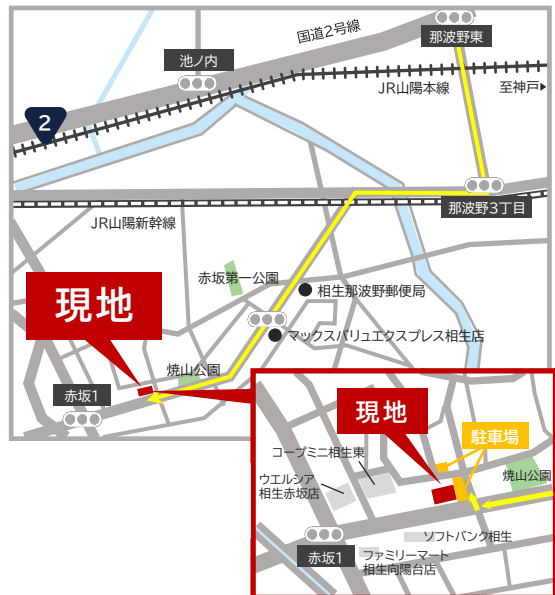 国道2号線
那波野東
池ノ内
JR山陽本線
至神戸
2
那波野3丁目
JR山陽新幹線
赤坂第一公園
相生那波野郵便局
現地
マックスバリュエクスプレス相生店
焼山公園
赤坂1
現地
駐車場
コープミニ相生東
焼山公園
ウエルシア
相生赤坂店
ソフトバンク相生
赤坂1
ファミリーマート
相生向陽台店